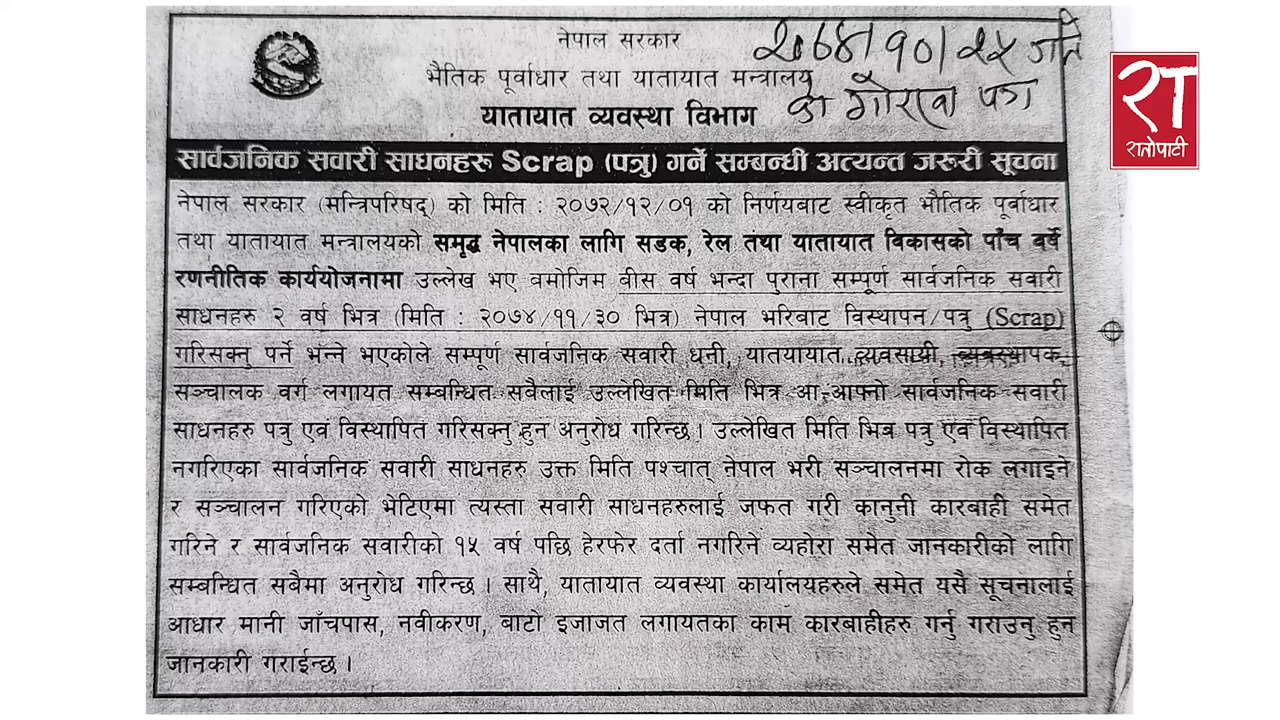 नेपाल सरकार
भौतिक पूर्वाधार तथा यातायात मन्त्रालय
यातायात व्यवस्था विभाग
२०७४/१०/२५ गते
को गोरखा पत्र
रातोपाटी
सार्वजनिक सवारी साधनहरु Scrap (पत्रु) गर्ने सम्बन्धी अत्यन्त जरूरी सूचना
नेपाल सरकार (मन्त्रिपरिषद्) को मिति : २०७२/१२/०१ को निर्णयबाट स्वीकृत भौतिक पूर्वाधार
तथा यातायात मन्त्रालयको समृद्ध नेपालका लागि सडक, रेल तथा यातायात विकासको पाँच वर्षे
रणनीतिक कार्ययोजनामा उल्लेख भए बमोजिम बीस वर्ष भन्दा पुराना सम्पूर्ण सार्वजनिक सवारी
साधनहरु २ वर्ष भित्र (मिति : २०७४/११/३० भित्र) नेपाल भरिबाट विस्थापन/पत्रु (Scrap)
गरिसक्नु पर्ने भन्ने भएकोले सम्पूर्ण सार्वजनिक सवारी धनी, यातयायात व्यवसायी, व्यवस्थापक,
सञ्चालक वर्ग लगायत सम्बन्धित सबैलाई उल्लेखित मिति भित्र आ-आफ्नो सार्वजनिक सवारी
साधनहरु पत्रु एवं विस्थापित गरिसक्नु हुन अनुरोध गरिन्छ । उल्लेखित मिति भित्र पत्रु एवं विस्थापित
नगरिएका सार्वजनिक सवारी साधनहरु उक्त मिति पश्चात् नेपाल भरी सञ्चालनमा रोक लगाइने
र सञ्चालन गरिएको भेटिएमा त्यस्ता सवारी साधनहरुलाई जफत गरी कानुनी कारबाही समेत
गरिने र सार्वजनिक सवारीको १५ वर्ष पछि हेरफेर दर्ता नगरिने व्यहोरा समेत जानकारीको लागि
सम्बन्धित सबैमा अनुरोध गरिन्छ । साथै, यातायात व्यवस्था कार्यालयहरुले समेत यसै सूचनालाई
आधार मानी जाँचपास, नवीकरण, बाटो इजाजत लगायतका काम कारबाहीहरु गर्नु गराउनु हुन
जानकारी गराईन्छ ।